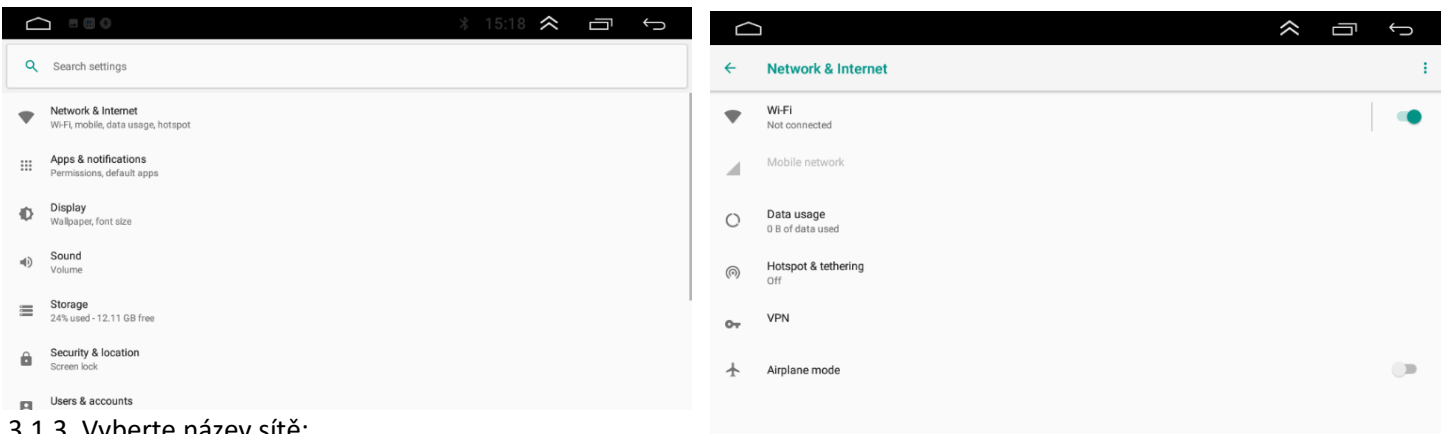 15:18
Search settings
Network & Internet
Wi-Fi, mobile, data usage, hotspot
Apps & notifications
Permissions, default apps
Display
Wallpaper, font size
Sound
Volume
Storage
24% used - 12.11 GB free
Security & location
Screen lock
Users & accounts
Network & Internet
Wi-Fi
Not connected
Mobile network
Data usage
0 B of data used
Hotspot & tethering
Off
VPN
Airplane mode
3.1.3. Vyberte název sítě: